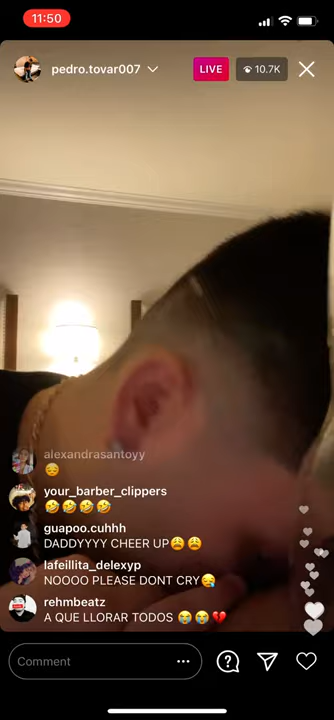 11:50
pedro.tovar007
LIVE
10.7K
alexandrasantoyy
😔
your_barber_clippers
🤣🤣🤣🤣
guapoo.cuhhh
DADDYYYY CHEER UP😩😩
lafeillita_delexyp
NOOOO PLEASE DONT CRY😪
rehmbeatz
A QUE LLORAR TODOS 😭😭💔
Comment